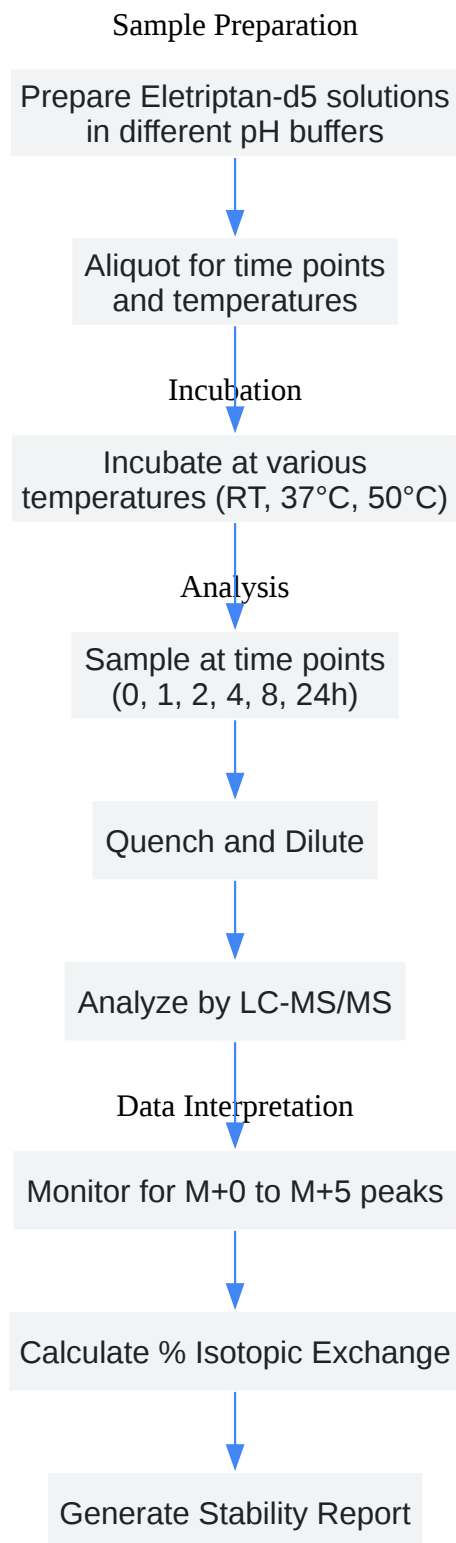 Sample Preparation
Prepare Eletriptan-d5 solutions
in different pH buffers
Aliquot for time points
and temperatures
Incubation
Incubate at various
temperatures (RT, 37°C, 50°C)
Analysis
Sample at time points
(0, 1, 2, 4, 8, 24h)
Quench and Dilute
Analyze by LC-MS/MS
Data Interpretation
Monitor for M+0 to M+5 peaks
Calculate % Isotopic Exchange
Generate Stability Report